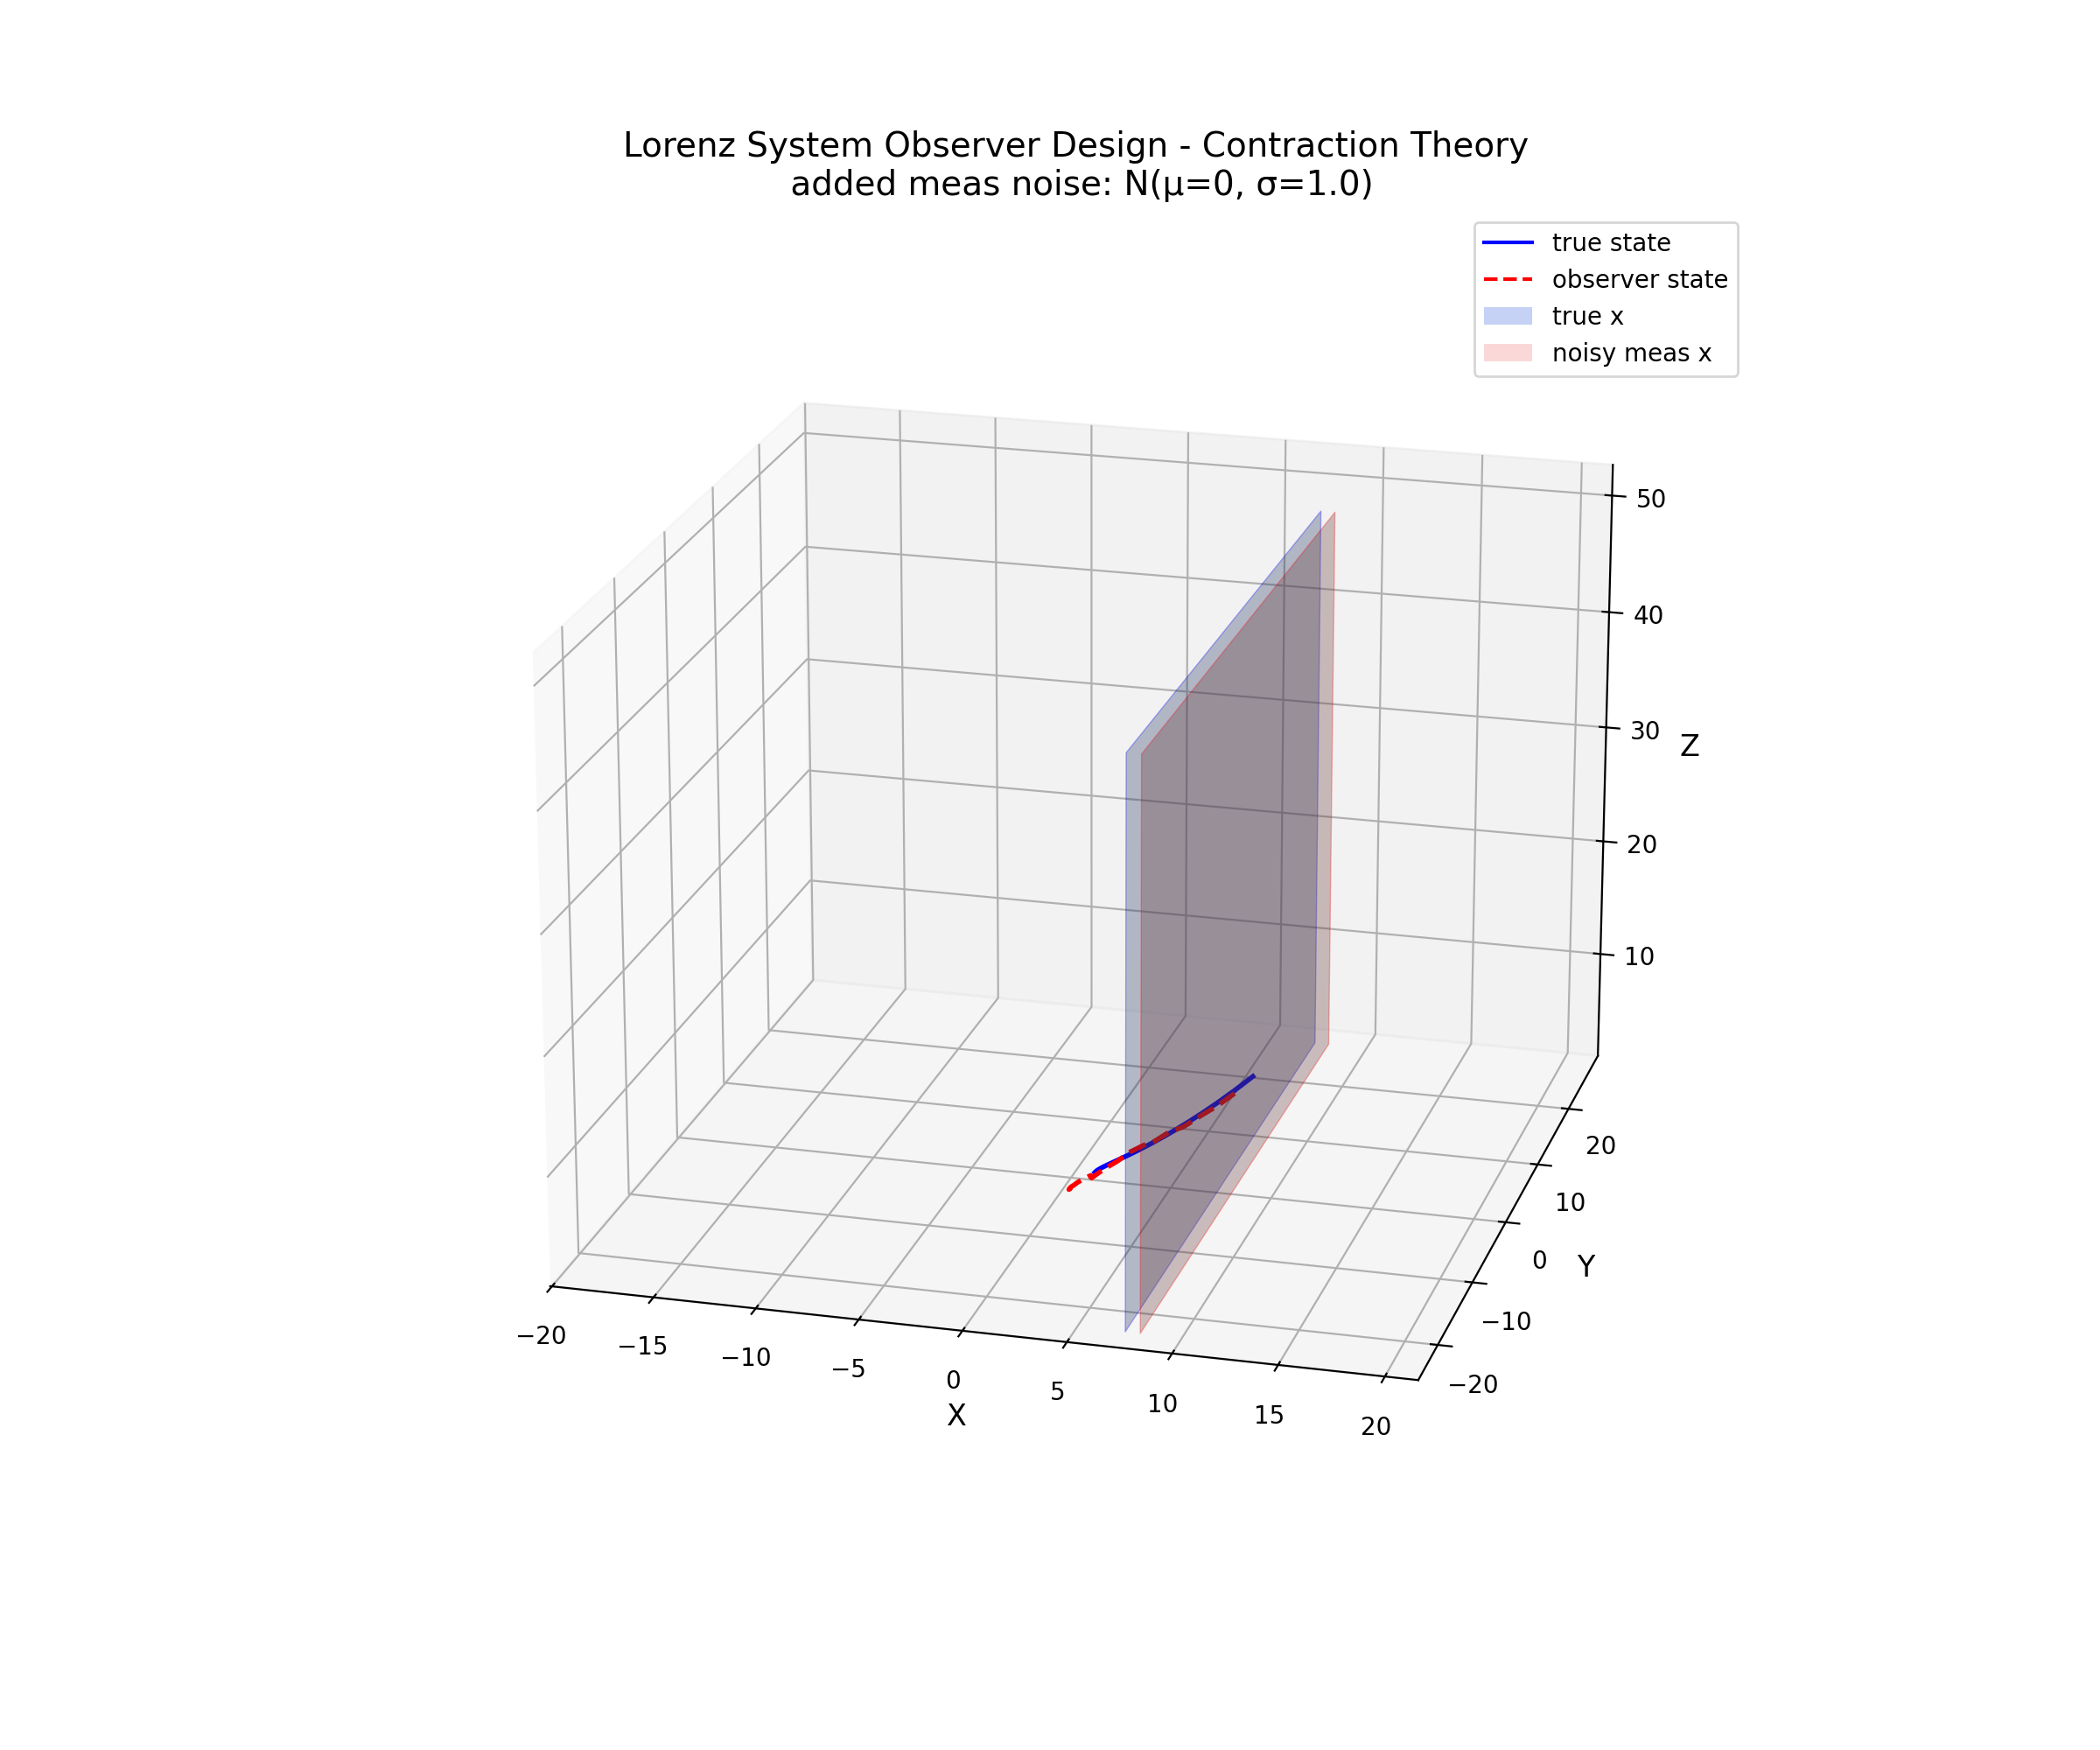 Lorenz System Observer Design - Contraction Theory
added meas noise: N(μ=0, σ=1.0)
true state
observer state
true x
noisy meas x
50
40
30
Z
20
10
20
10
0
Y
−10
−20
−20
−15
−10
−5
0
5
10
15
20
X